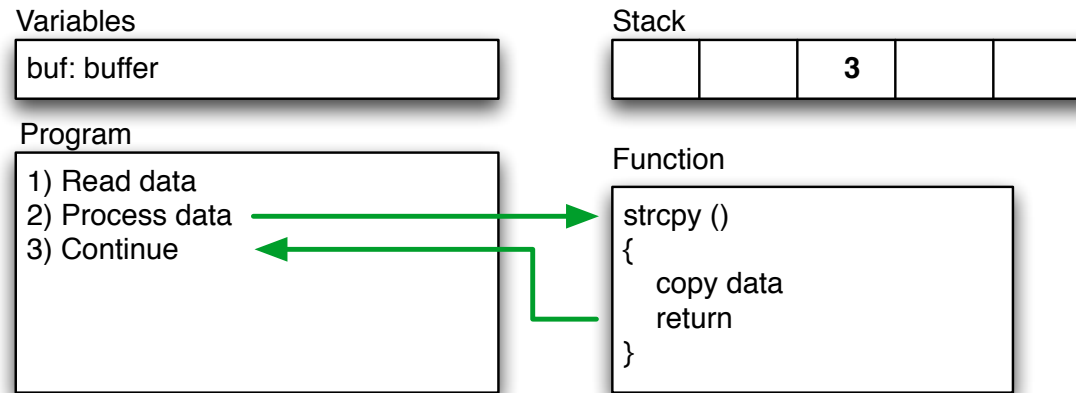 Variables
buf: buffer
Stack
3
Program
1) Read data
2) Process data
3) Continue
Function
strcpy ()
{
copy data
return
}